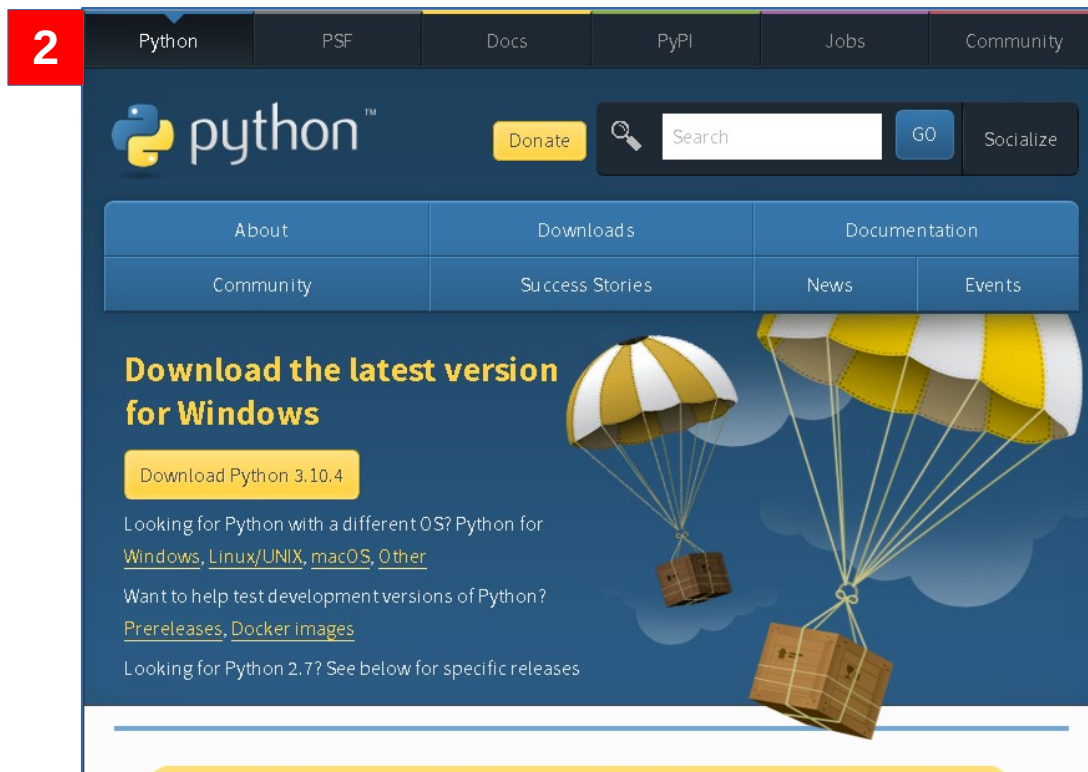 2
Python PSF Docs PyPI Jobs Community
python™ Donate Search GO Socialize
About Downloads Documentation
Community Success Stories News Events
Download the latest version
for Windows
Download Python 3.10.4
Looking for Python with a different OS? Python for
Windows, Linux/UNIX, macOS, Other
Want to help test development versions of Python?
Prereleases, Docker images
Looking for Python 2.7? See below for specific releases